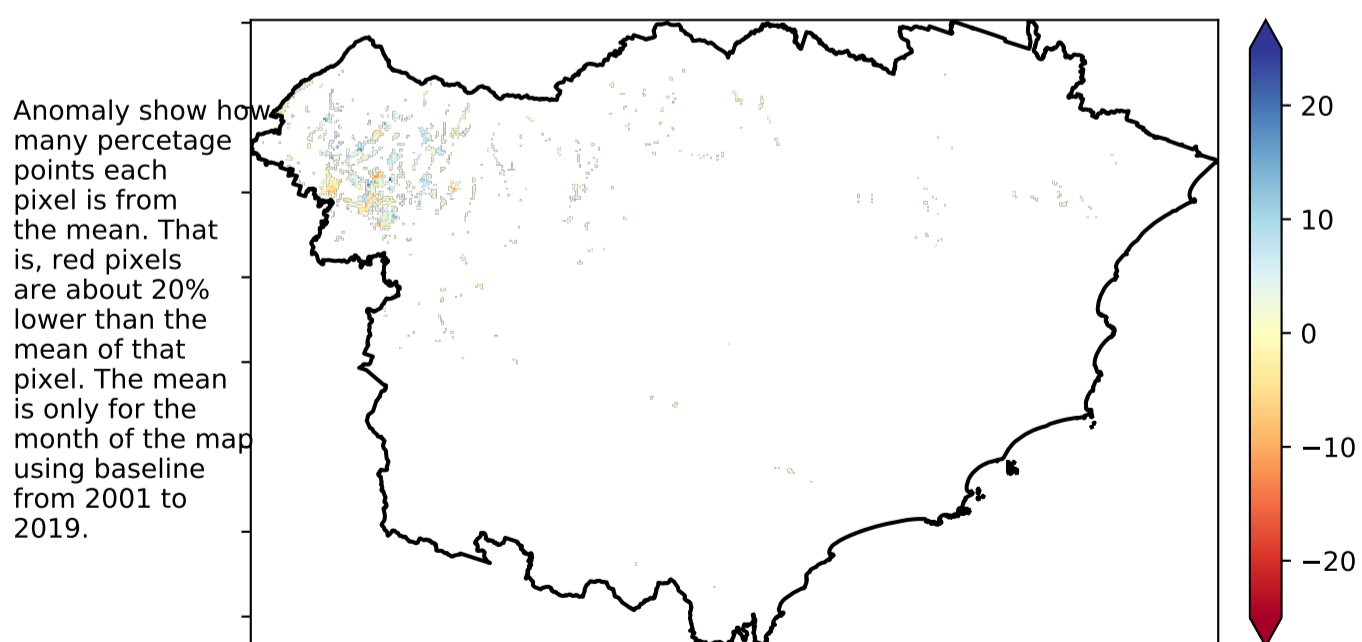 Anomaly show how
many percetage
points each
pixel is from
the mean. That
is, red pixels
are about 20%
lower than the
mean of that
pixel. The mean
is only for the
month of the map
using baseline
from 2001 to
2019.
20
10
0
−10
−20